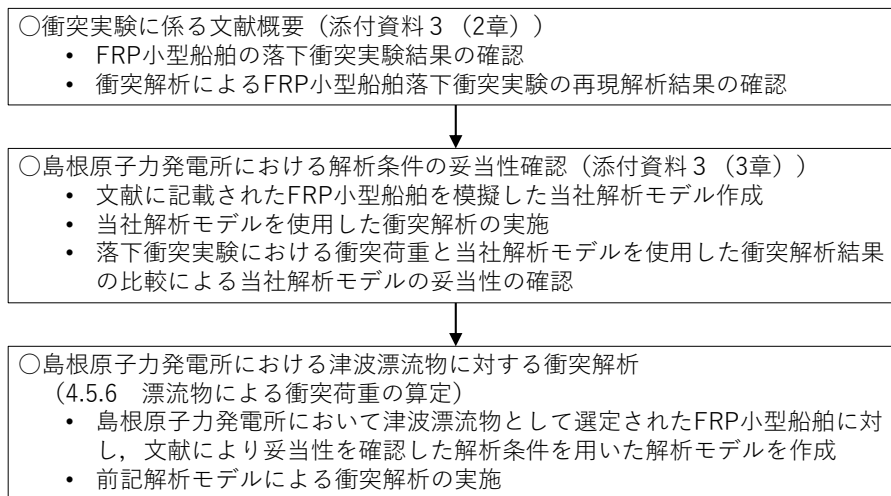 ○衝突実験に係る文献概要（添付資料３（2章））
• FRP小型船舶の落下衝突実験結果の確認
• 衝突解析によるFRP小型船舶落下衝突実験の再現解析結果の確認
○島根原子力発電所における解析条件の妥当性確認（添付資料３（3章））
• 文献に記載されたFRP小型船舶を模擬した当社解析モデル作成
• 当社解析モデルを使用した衝突解析の実施
• 落下衝突実験における衝突荷重と当社解析モデルを使用した衝突解析結果
の比較による当社解析モデルの妥当性の確認
○島根原子力発電所における津波漂流物に対する衝突解析
（4.5.6　漂流物による衝突荷重の算定）
• 島根原子力発電所において津波漂流物として選定されたFRP小型船舶に対
し，文献により妥当性を確認した解析条件を用いた解析モデルを作成
• 前記解析モデルによる衝突解析の実施